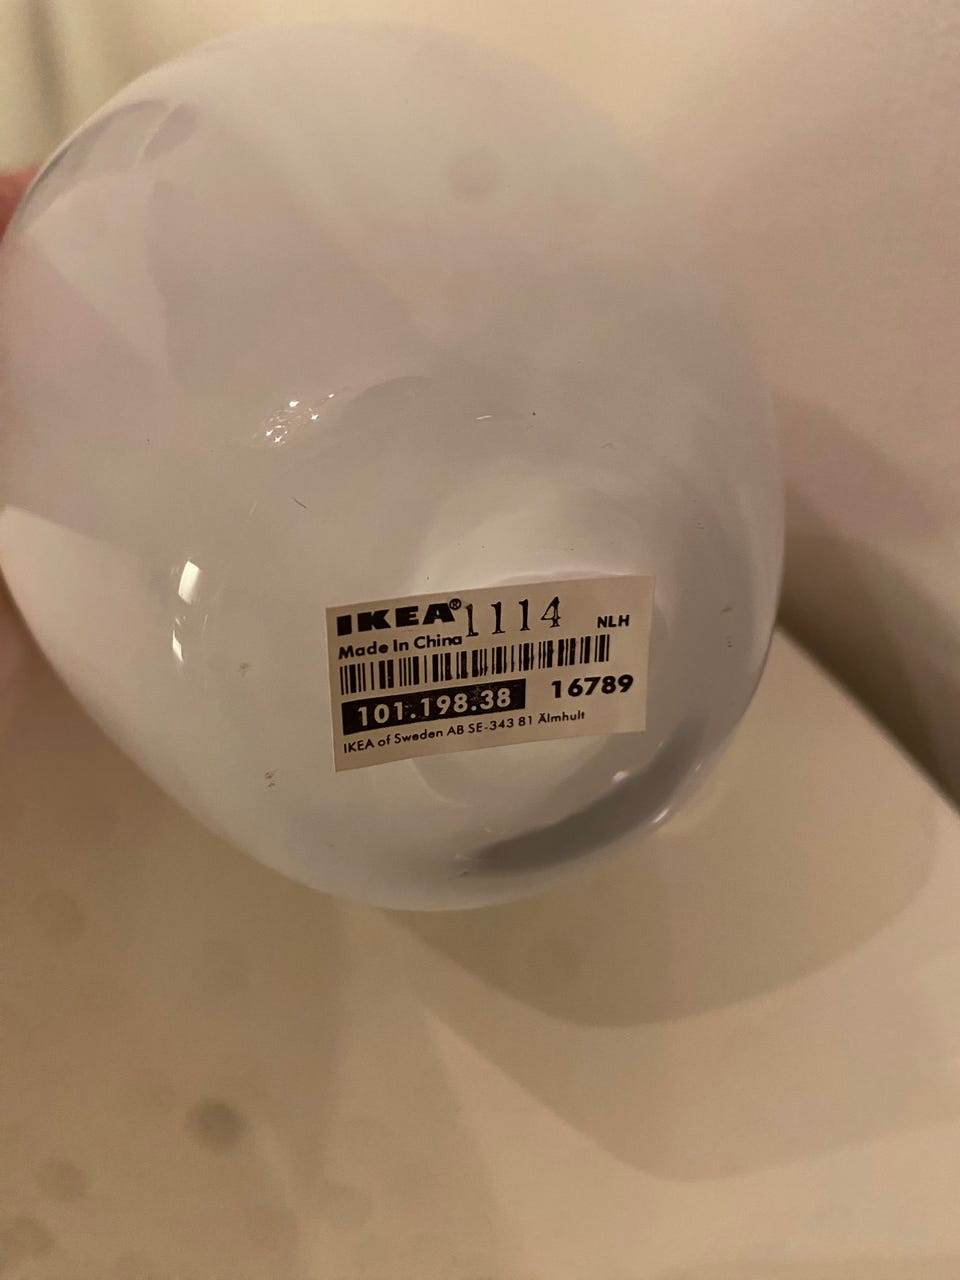 IKEA® 1114 NLH
Made In China
101.198.38 16789
IKEA of Sweden AB SE-343 81 Älmhult